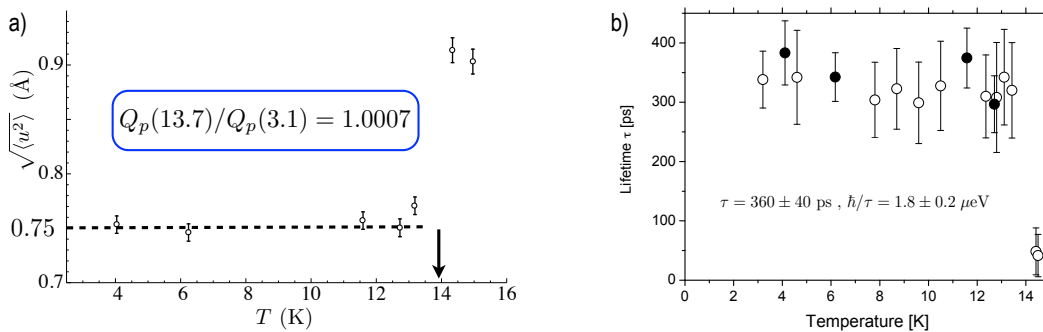 a)
√⟨u²⟩ (Å)
0.9
0.8
0.75
0.7
Q_p(13.7)/Q_p(3.1) = 1.0007
4 6 8 10 12 14 16
T (K)
b)
Lifetime τ [ps]
400
300
200
100
0
τ = 360 ± 40 ps , ℏ/τ = 1.8 ± 0.2 μeV
0 2 4 6 8 10 12 14
Temperature [K]